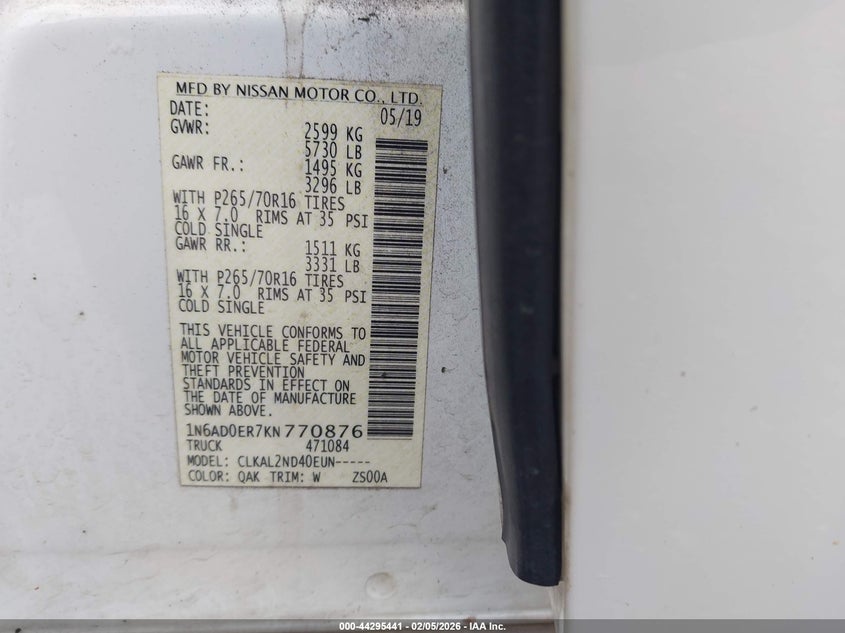 MFD BY NISSAN MOTOR CO., LTD.
DATE: 05/19
GVWR: 2599 KG
5730 LB
GAWR FR.: 1495 KG
3296 LB
WITH P265/70R16 TIRES
16 X 7.0 RIMS AT 35 PSI
COLD SINGLE
GAWR RR.: 1511 KG
3331 LB
WITH P265/70R16 TIRES
16 X 7.0 RIMS AT 35 PSI
COLD SINGLE
THIS VEHICLE CONFORMS TO
ALL APPLICABLE FEDERAL
MOTOR VEHICLE SAFETY AND
THEFT PREVENTION
STANDARDS IN EFFECT ON
THE DATE OF MANUFACTURE
SHOWN ABOVE.
1N6AD0ER7KN770876
TRUCK 471084
MODEL: CLKAL2ND40EUN-----
COLOR: QAK TRIM: W ZS00A
000-44295441 | 02/05/2026 | IAA Inc.